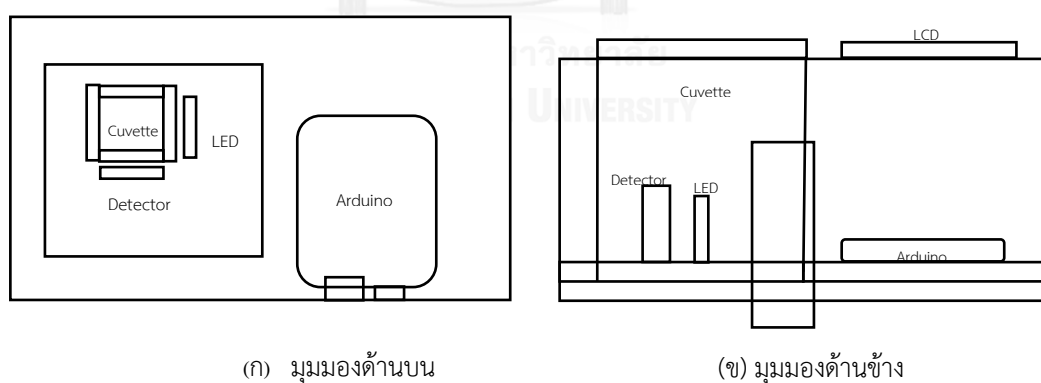 Cuvette
LED
Detector
Arduino
(ก) มุมมองด้านบน
LCD
Cuvette
Detector
LED
Arduino
(ข) มุมมองด้านข้าง
UNIVERSITY